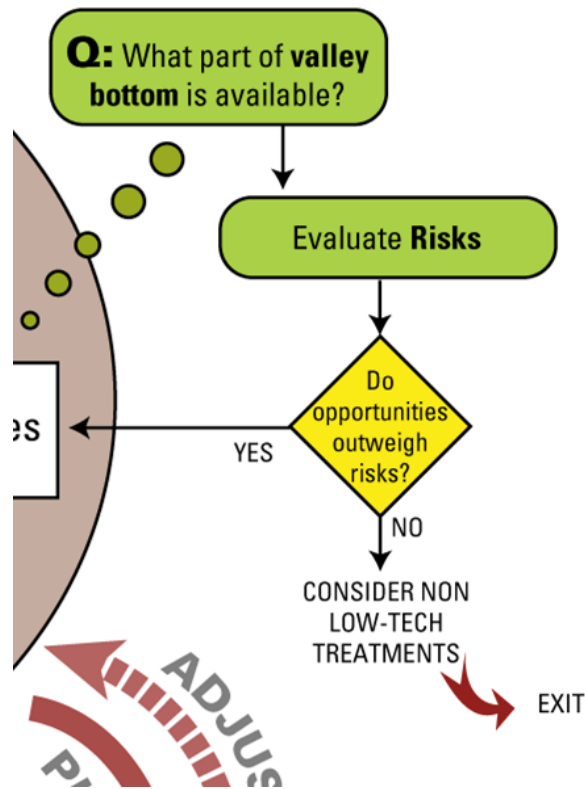 Q: What part of valley
bottom is available?
Evaluate Risks
Do
opportunities
outweigh
risks?
YES
NO
CONSIDER NON
LOW-TECH
TREATMENTS
EXIT
es
ADJUS